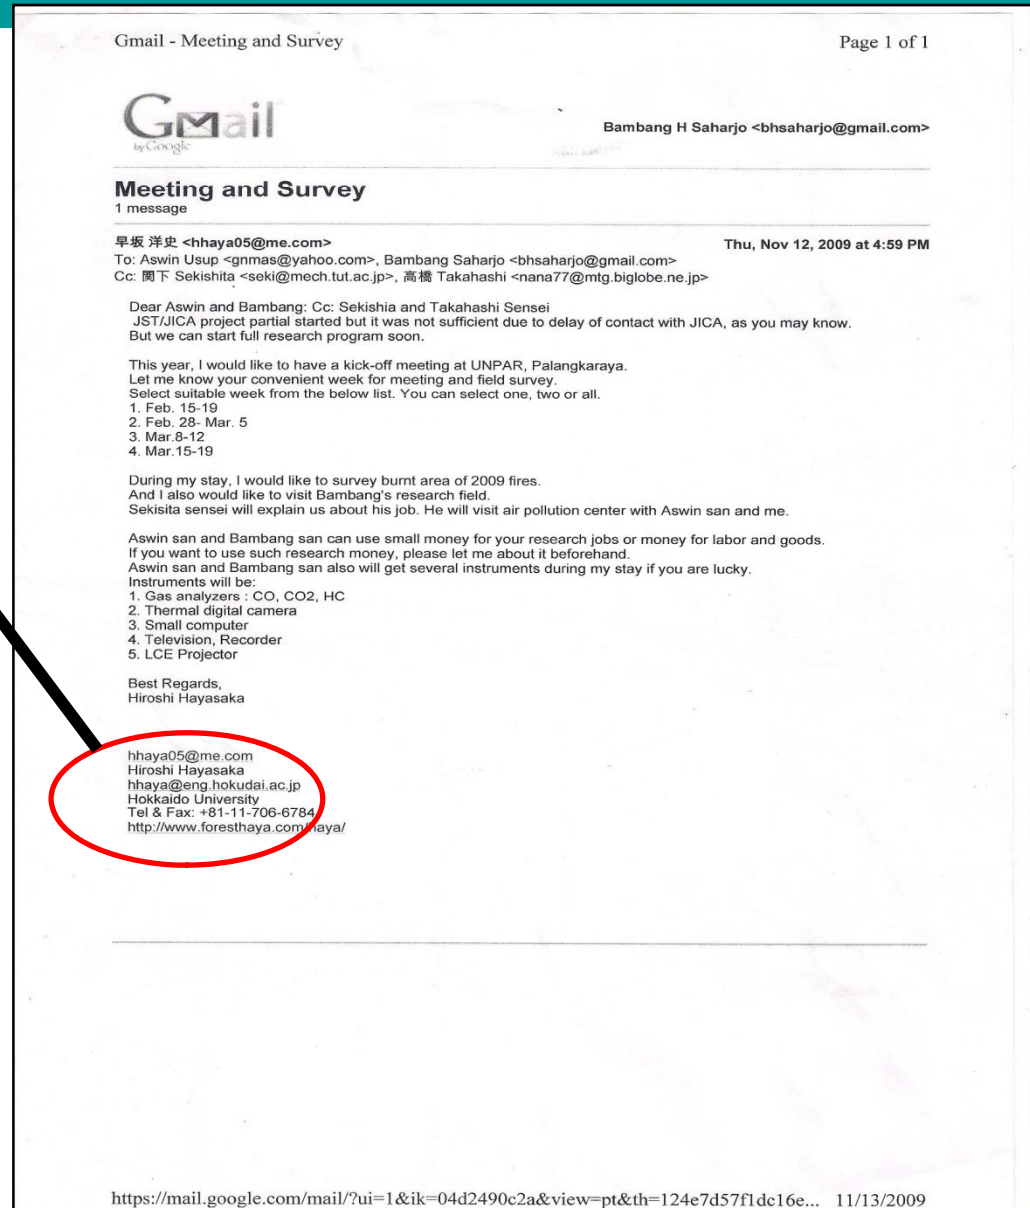 Gmail - Meeting and Survey Page 1 of 1
Gmail
by Google
Bambang H Saharjo <bhsaharjo@gmail.com>
Meeting and Survey
1 message
早坂 洋史 <hhaya05@me.com> Thu, Nov 12, 2009 at 4:59 PM
To: Aswin Usup <gnmas@yahoo.com>, Bambang Saharjo <bhsaharjo@gmail.com>
Cc: 関下 Sekishita <seki@mech.tut.ac.jp>, 高橋 Takahashi <nana77@mtg.biglobe.ne.jp>
Dear Aswin and Bambang: Cc: Sekishia and Takahashi Sensei
JST/JICA project partial started but it was not sufficient due to delay of contact with JICA, as you may know.
But we can start full research program soon.
This year, I would like to have a kick-off meeting at UNPAR, Palangkaraya.
Let me know your convenient week for meeting and field survey.
Select suitable week from the below list. You can select one, two or all.
1. Feb. 15-19
2. Feb. 28- Mar. 5
3. Mar.8-12
4. Mar.15-19
During my stay, I would like to survey burnt area of 2009 fires.
And I also would like to visit Bambang's research field.
Sekisita sensei will explain us about his job. He will visit air pollution center with Aswin san and me.
Aswin san and Bambang san can use small money for your research jobs or money for labor and goods.
If you want to use such research money, please let me about it beforehand.
Aswin san and Bambang san also will get several instruments during my stay if you are lucky.
Instruments will be:
1. Gas analyzers : CO, CO2, HC
2. Thermal digital camera
3. Small computer
4. Television, Recorder
5. LCE Projector
Best Regards,
Hiroshi Hayasaka
hhaya05@me.com
Hiroshi Hayasaka
hhaya@eng.hokudai.ac.jp
Hokkaido University
Tel & Fax: +81-11-706-6784
http://www.foresthaya.com/haya/
https://mail.google.com/mail/?ui=1&ik=04d2490c2a&view=pt&th=124e7d57f1dc16e... 11/13/2009